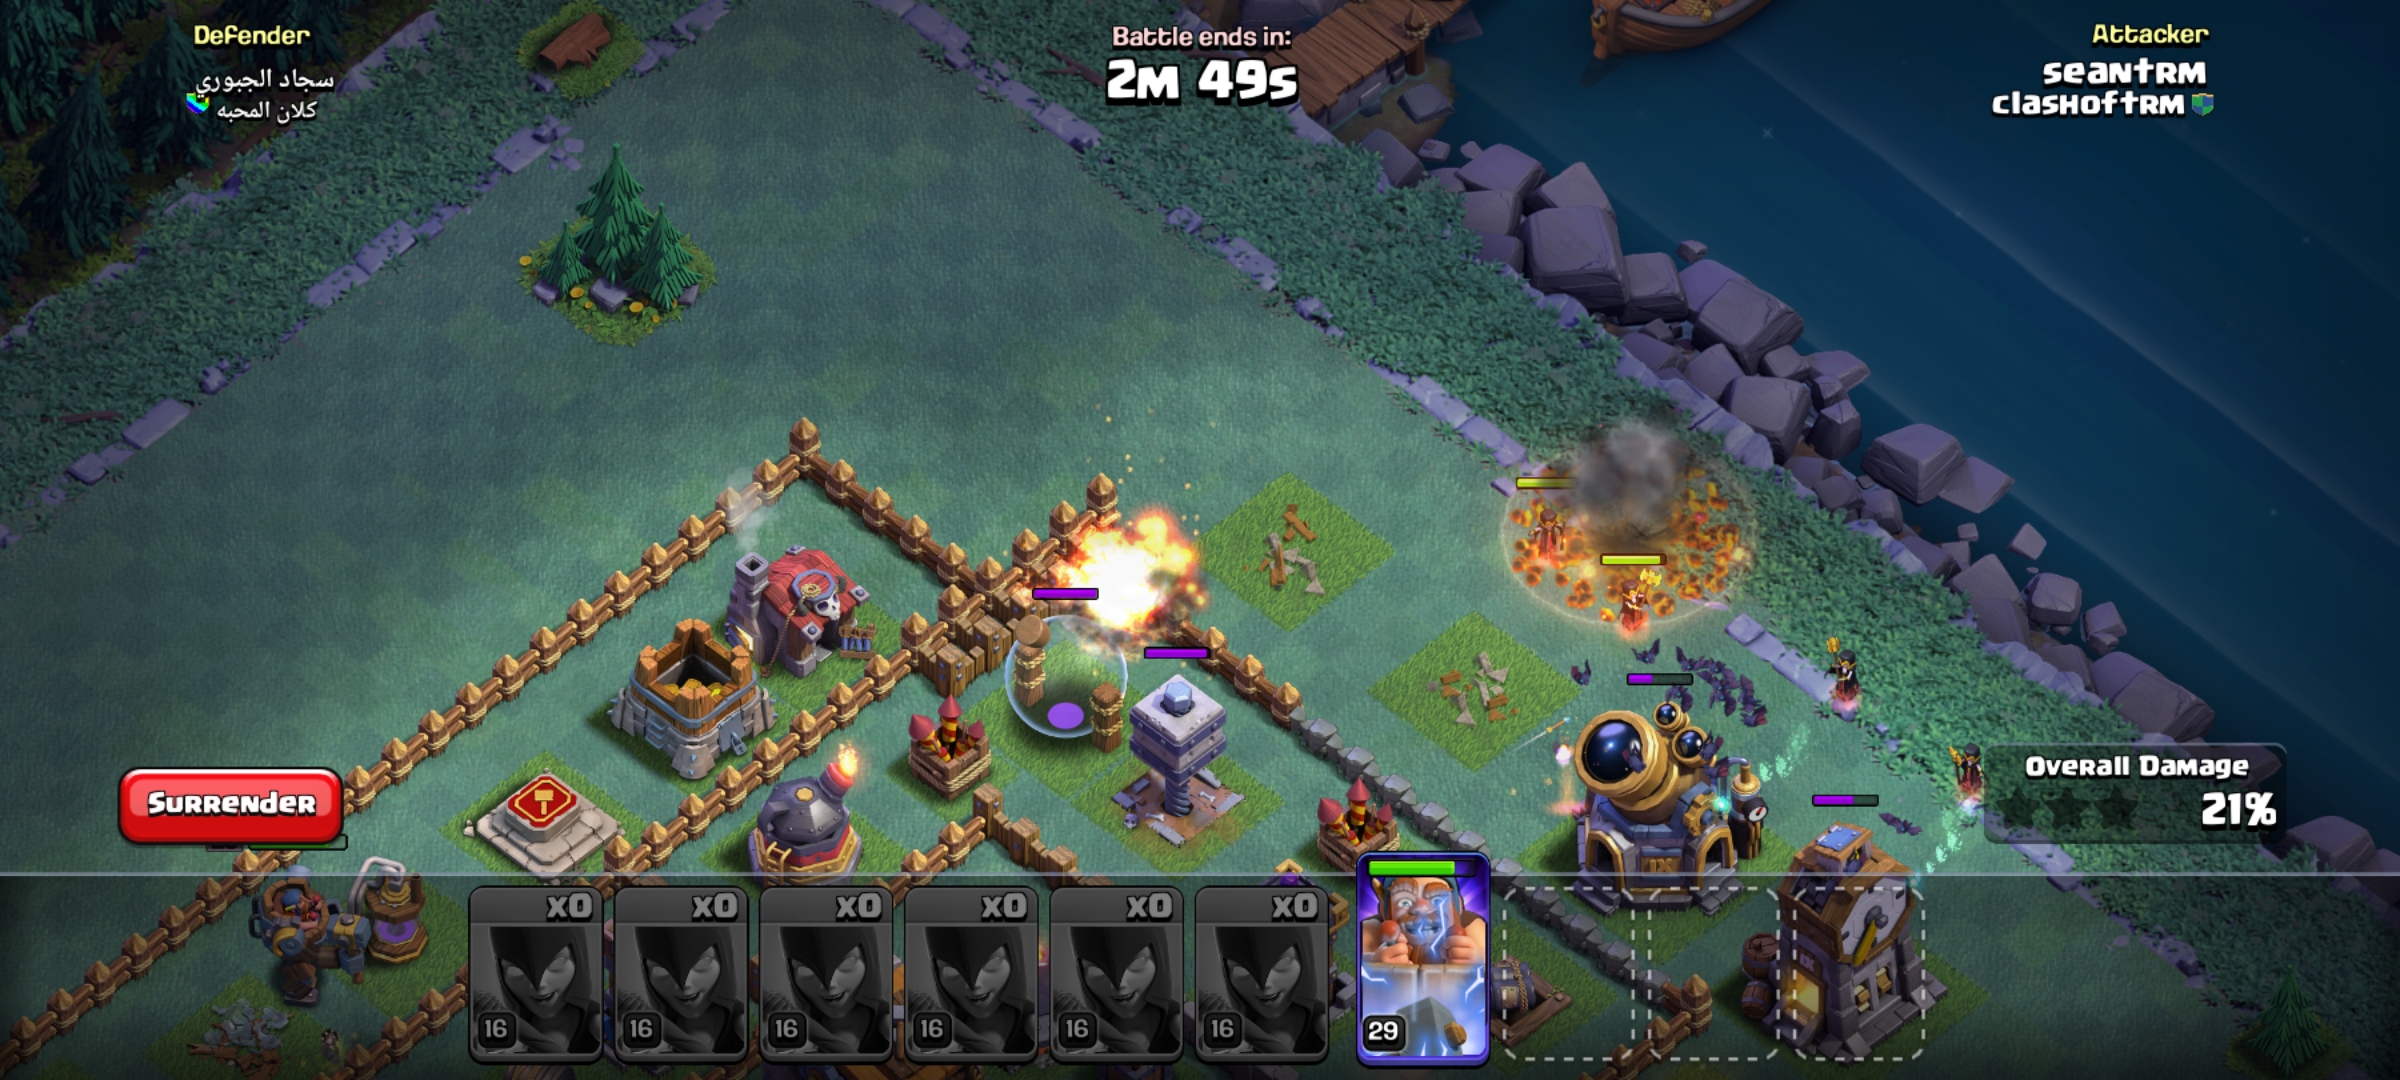 Defender
سجاد الجبوري
كلان المحبه
Battle ends in:
2M 49s
Attacker
seantRM
clashoftRM
Surrender
Overall Damage
21%
x0 x0 x0 x0 x0 x0
16 16 16 16 16 16 29